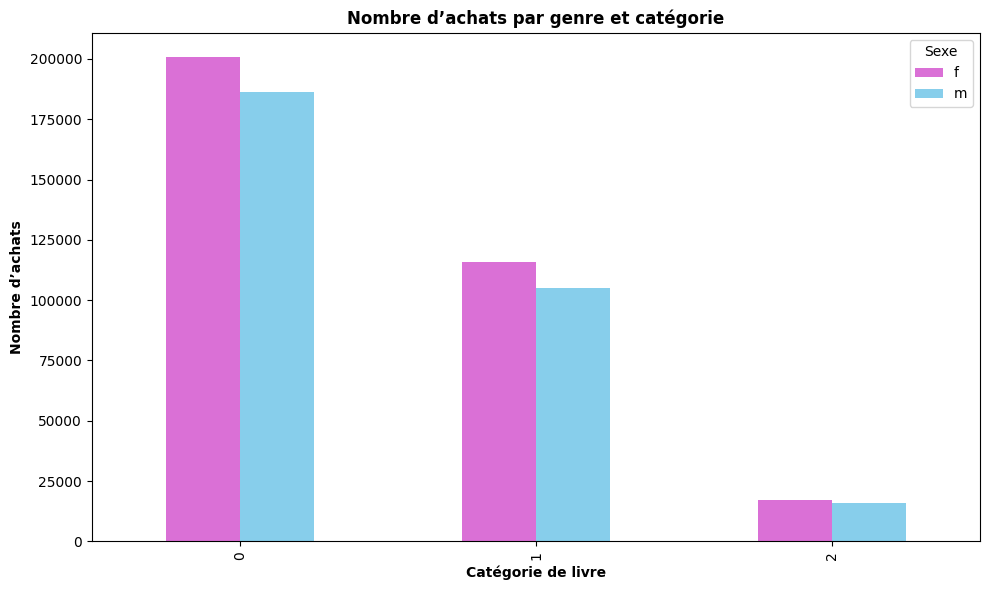 Nombre d’achats par genre et catégorie
Sexe
f
m
200000
175000
150000
125000
100000
75000
50000
25000
0
Nombre d’achats
0
1
2
Catégorie de livre